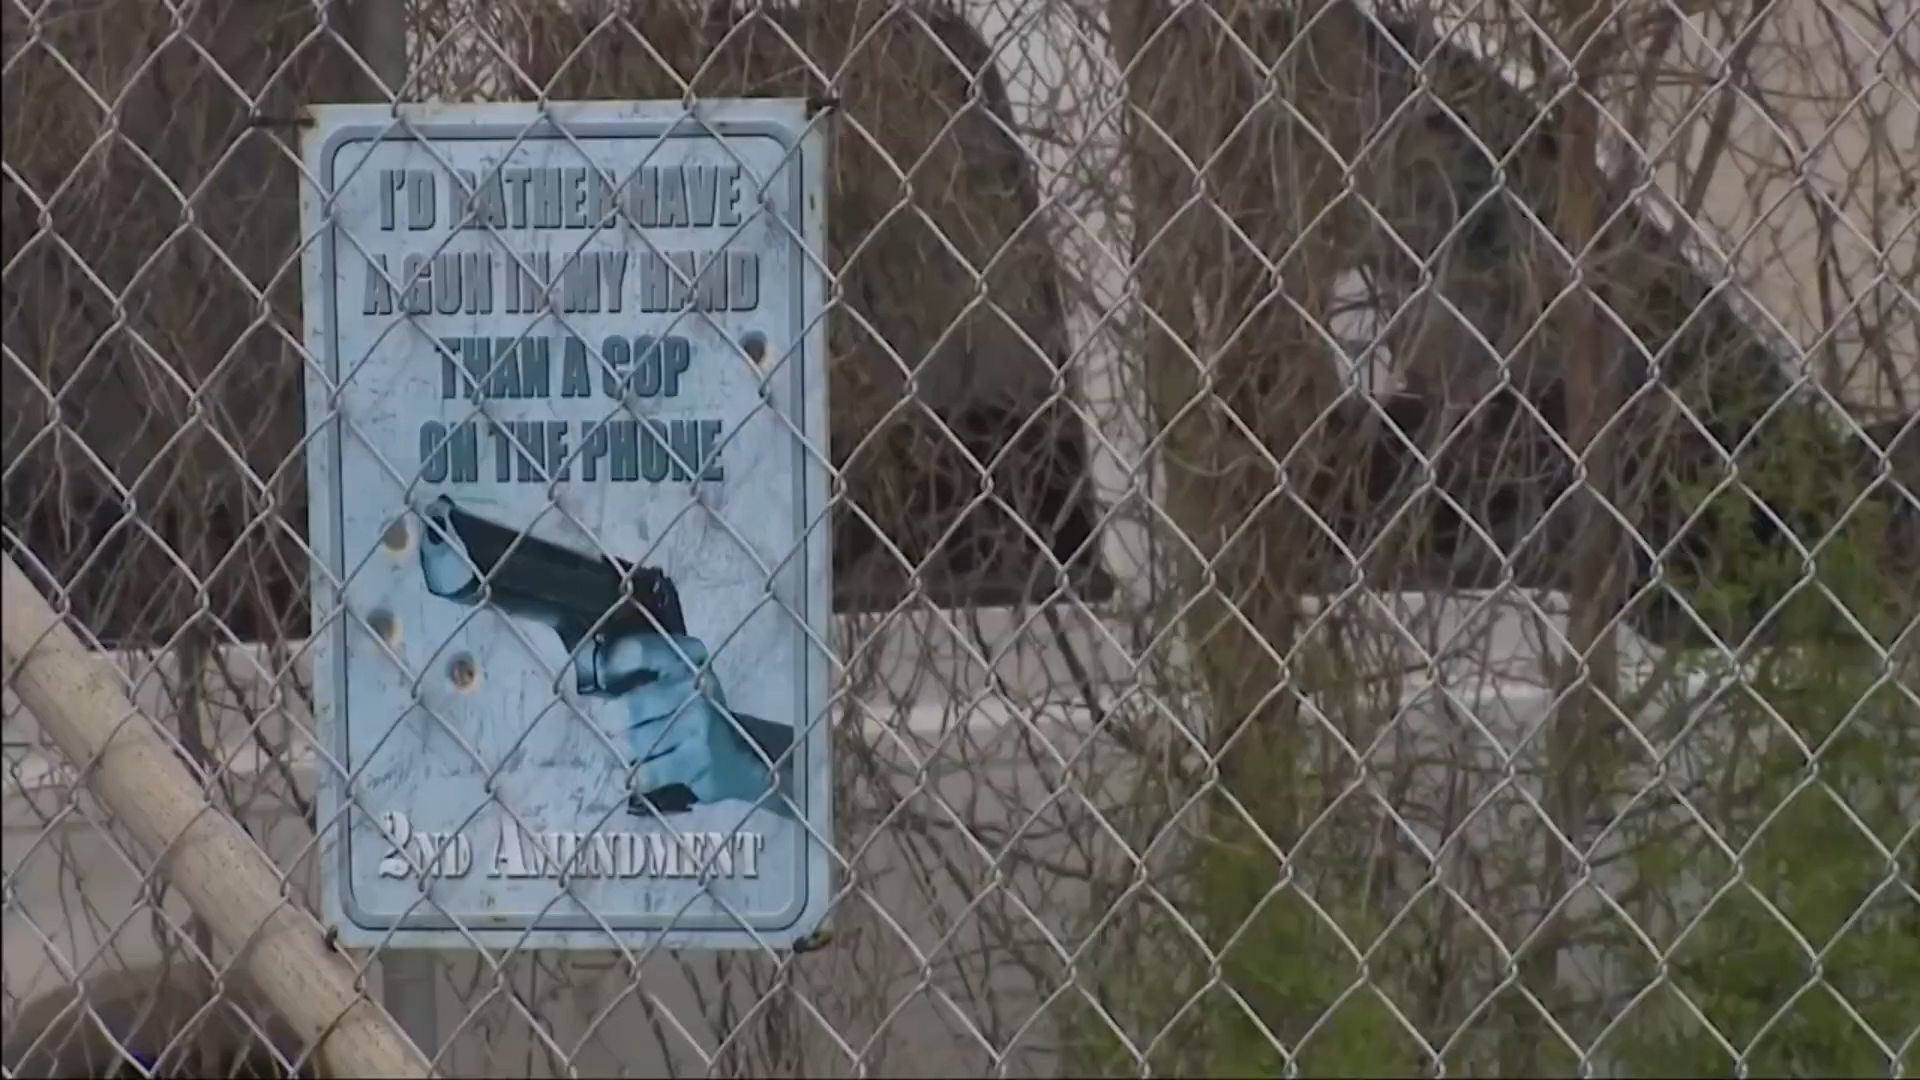 I'D RATHER HAVE
A GUN IN MY HAND
THAN A COP
ON THE PHONE
2ND AMENDMENT